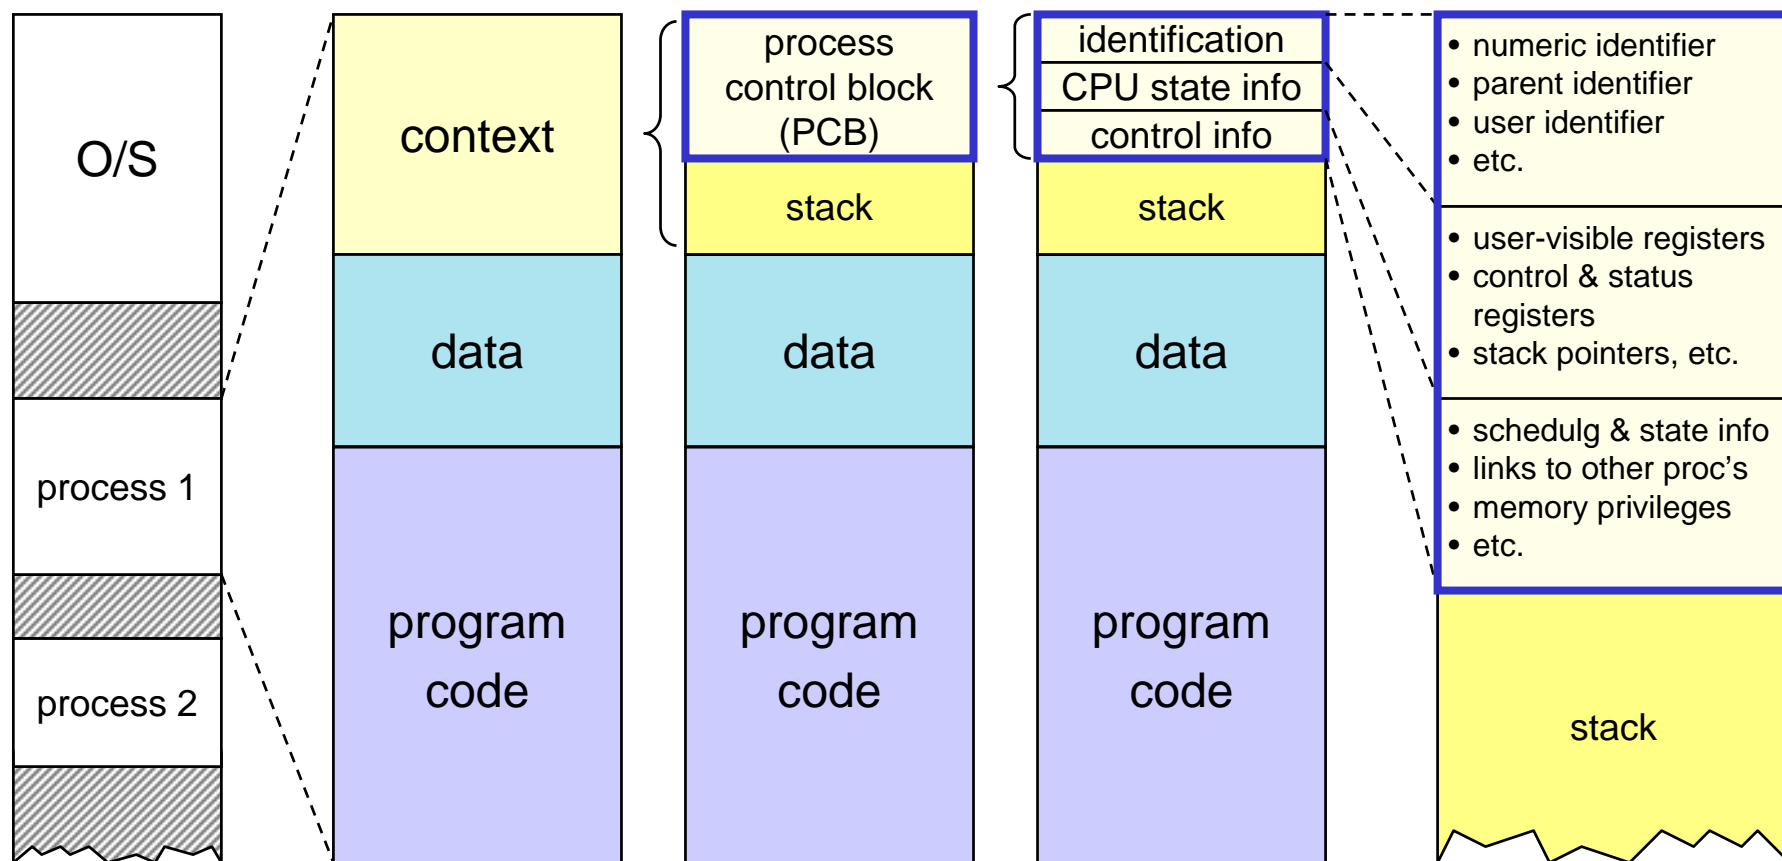 O/S
process 1
process 2
context
data
program
code
process
control block
(PCB)
stack
data
program
code
identification
CPU state info
control info
stack
data
program
code
• numeric identifier
• parent identifier
• user identifier
• etc.
• user-visible registers
• control & status
registers
• stack pointers, etc.
• schedulg & state info
• links to other proc’s
• memory privileges
• etc.
stack